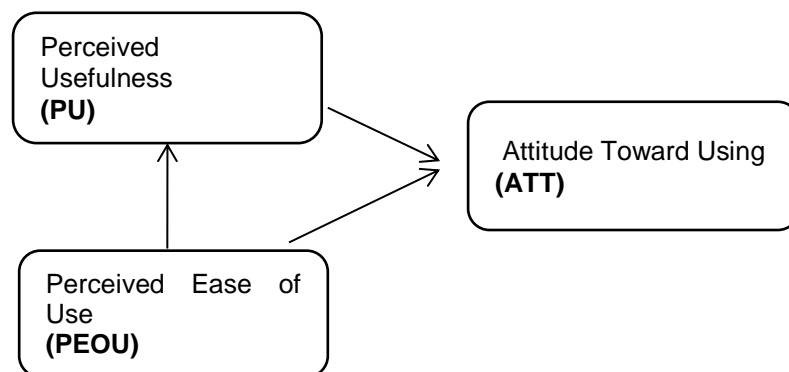 Perceived
Usefulness
(PU)
Attitude Toward Using
(ATT)
Perceived Ease of
Use
(PEOU)